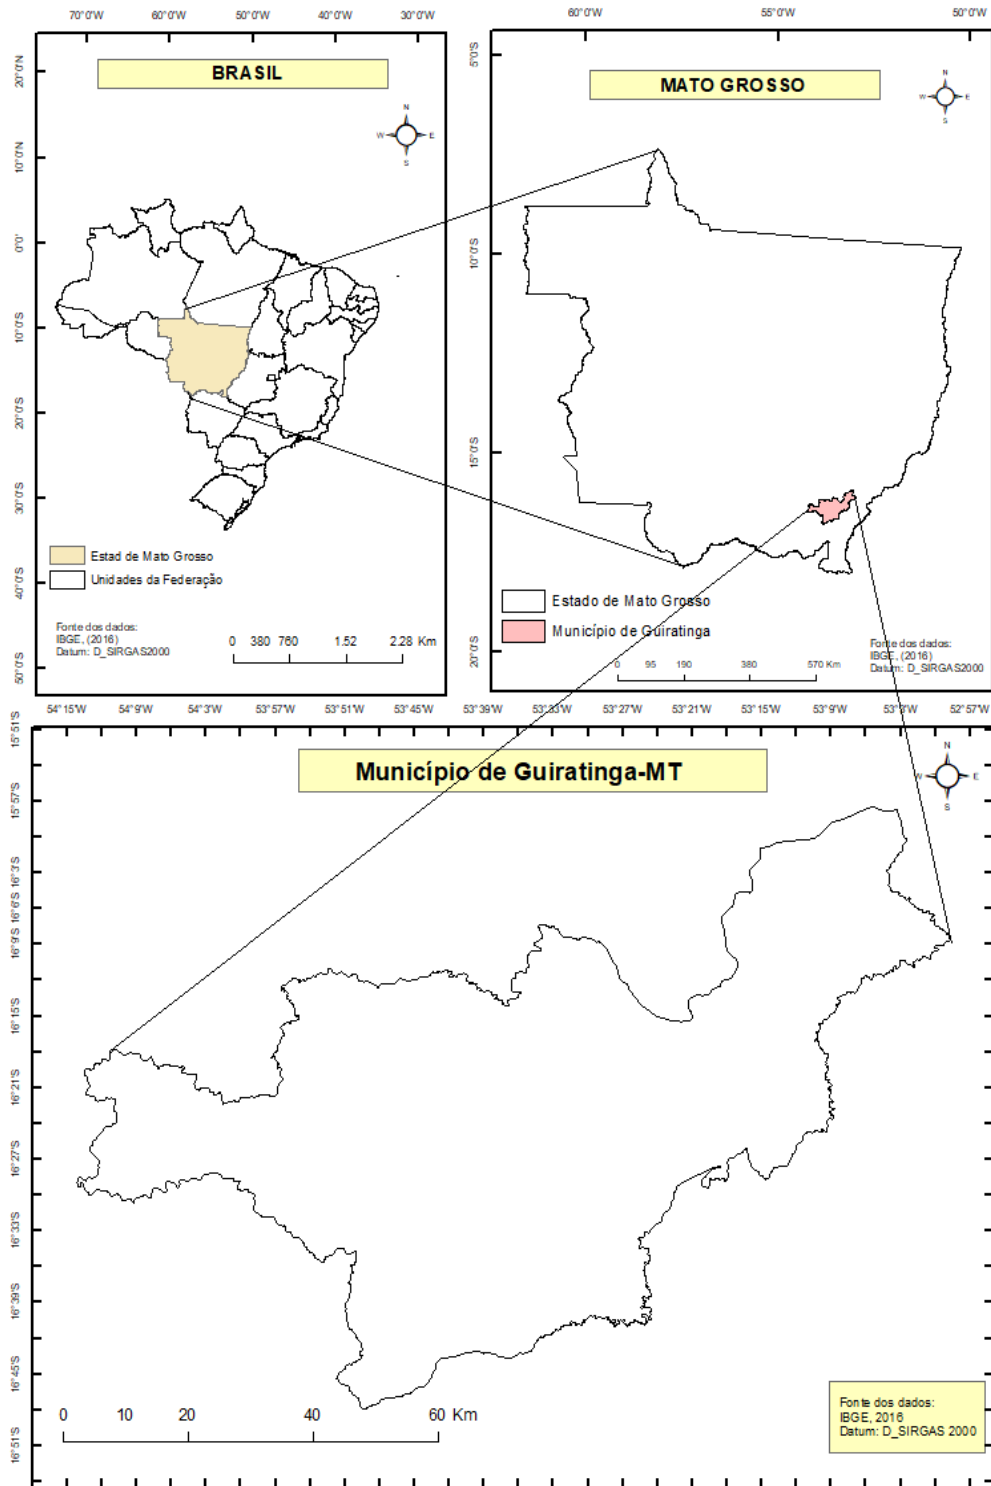 70°0'W 60°0'W 50°0'W 40°0'W 30°0'W
20°0'N
10°0'N
0°0'
10°0'S
20°0'S
30°0'S
40°0'S
50°0'S
BRASIL
N
W E
S
Estad de Mato Grosso
Unidades da Federação
Fonte dos dados:
IBGE, (2016)
Datum: D_SIRGAS2000
0 380 760 1.52 2.28 Km
60°0'W 55°0'W 50°0'W
5°0'S
10°0'S
15°0'S
20°0'S
MATO GROSSO
N
W E
S
Estado de Mato Grosso
Município de Guiratinga
Fonte dos dados:
IBGE, (2016)
Datum: D_SIRGAS2000
0 95 190 380 570 Km
54°15'W 54°9'W 54°3'W 53°57'W 53°51'W 53°45'W 53°39'W 53°33'W 53°27'W 53°21'W 53°15'W 53°9'W 53°3'W 52°57'W
15°51'S
15°57'S
16°3'S
16°6'S
16°9'S
16°15'S
16°21'S
16°27'S
16°33'S
16°39'S
16°45'S
16°51'S
Município de Guiratinga-MT
N
W E
S
0 10 20 40 60 Km
Fonte dos dados:
IBGE, 2016
Datum: D_SIRGAS 2000